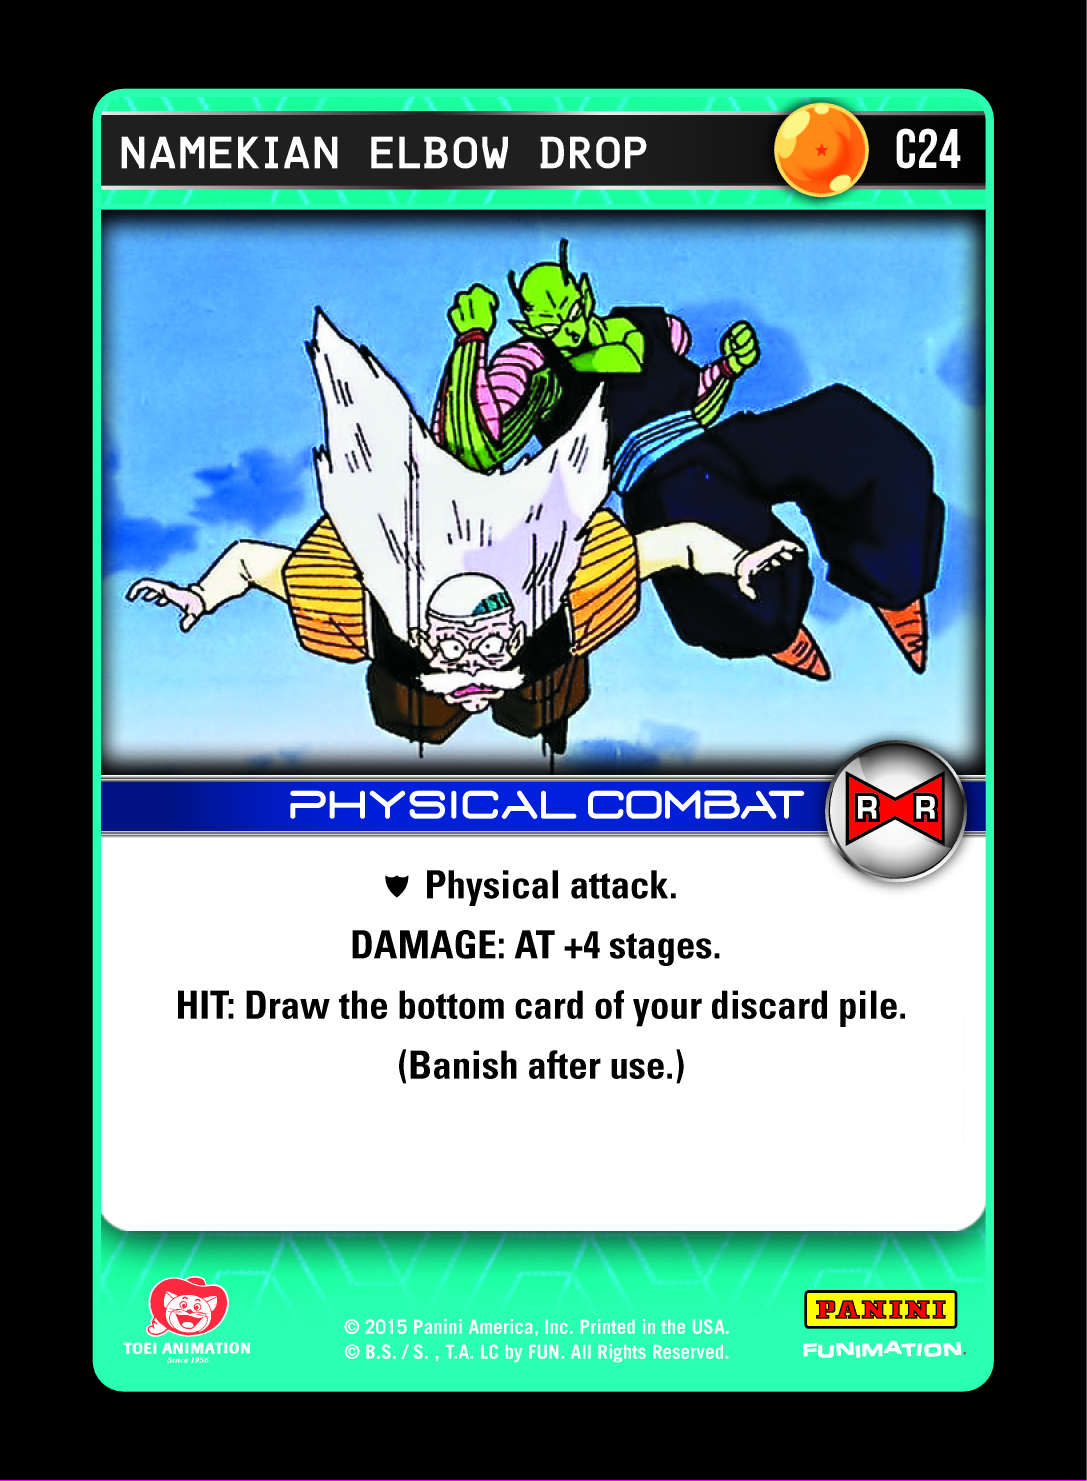 NAMEKIAN ELBOW DROP
C24
PHYSICAL COMBAT
R R
Physical attack.
DAMAGE: AT +4 stages.
HIT: Draw the bottom card of your discard pile.
(Banish after use.)
TOEI ANIMATION
Since 1956
© 2015 Panini America, Inc. Printed in the USA.
© B.S. / S. , T.A. LC by FUN. All Rights Reserved.
PANINI
FUNIMATION.